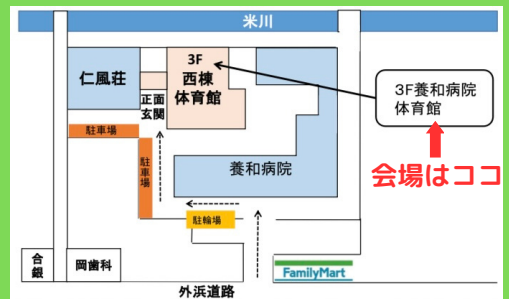 米川
仁風荘
3F
西棟
体育館
正面
玄関
3F養和病院
体育館
会場はココ
駐車場
駐車場
養和病院
駐輪場
合銀
岡歯科
FamilyMart
外浜道路